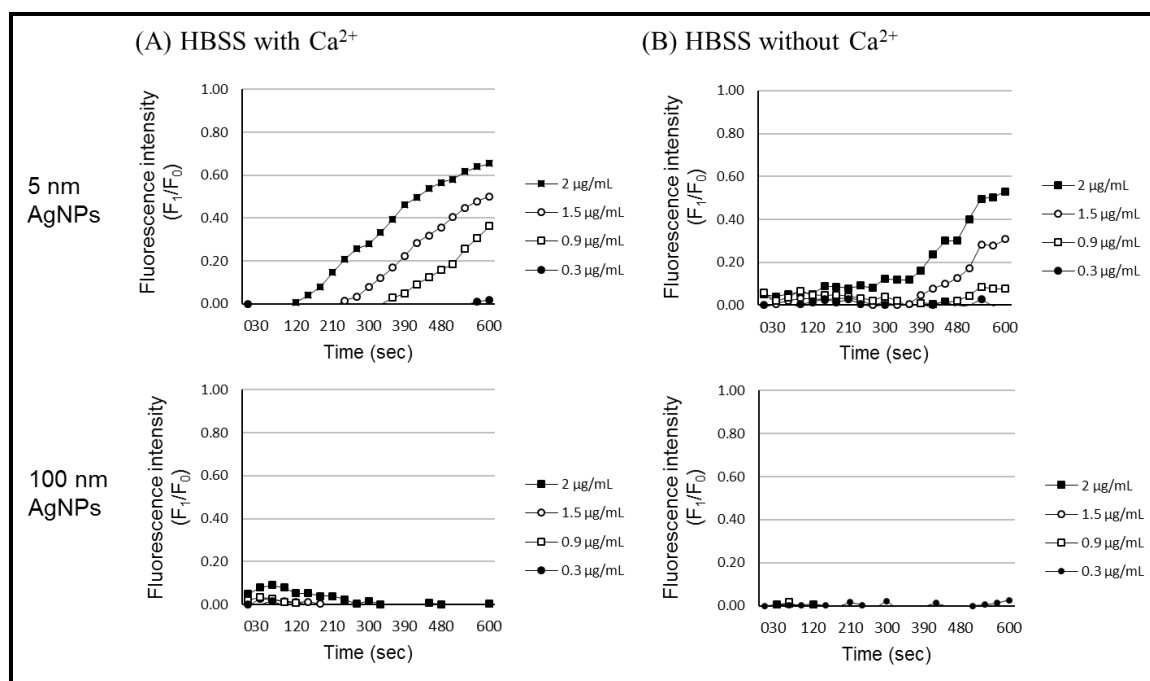 (A) HBSS with Ca²⁺
(B) HBSS without Ca²⁺
5 nm
AgNPs
Fluorescence intensity
(F₁/F₀)
1.00
0.80
0.60
0.40
0.20
0.00
030 120 210 300 390 480 600
Time (sec)
2 µg/mL
1.5 µg/mL
0.9 µg/mL
0.3 µg/mL
Fluorescence intensity
(F₁/F₀)
1.00
0.80
0.60
0.40
0.20
0.00
030 120 210 300 390 480 600
Time (sec)
2 µg/mL
1.5 µg/mL
0.9 µg/mL
0.3 µg/mL
100 nm
AgNPs
Fluorescence intensity
(F₁/F₀)
1.00
0.80
0.60
0.40
0.20
0.00
030 120 210 300 390 480 600
Time (sec)
2 µg/mL
1.5 µg/mL
0.9 µg/mL
0.3 µg/mL
Fluorescence intensity
(F₁/F₀)
1.00
0.80
0.60
0.40
0.20
0.00
030 120 210 300 390 480 600
Time (sec)
2 µg/mL
1.5 µg/mL
0.9 µg/mL
0.3 µg/mL